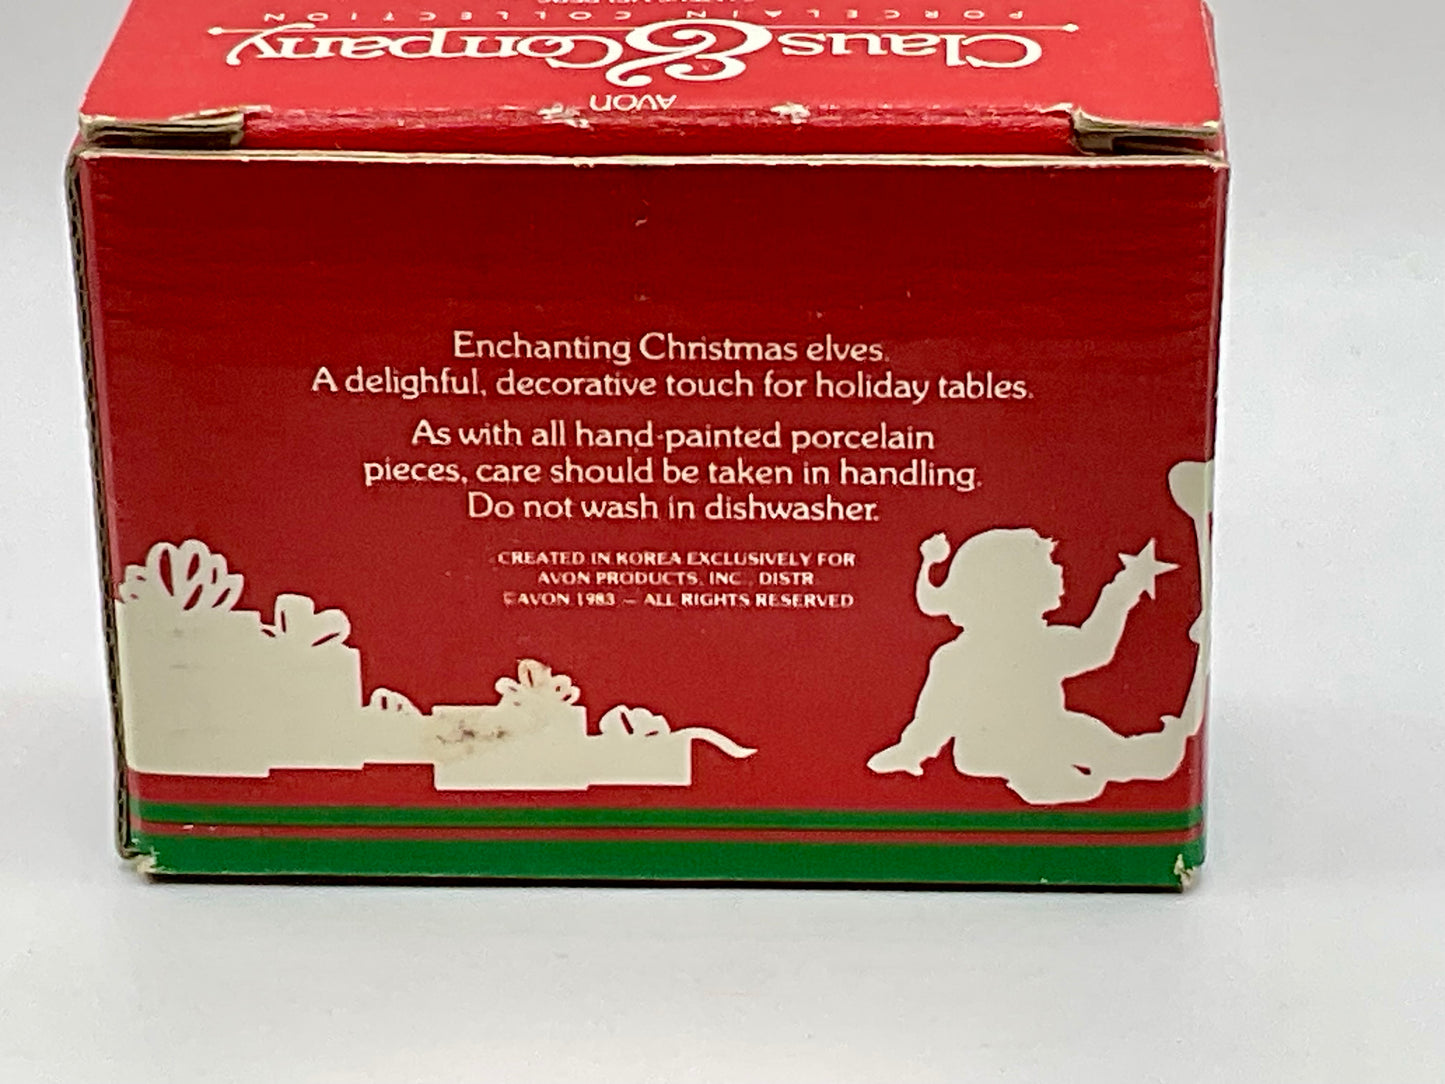 AVON
Claus & Company
PORCELAIN COLLECTION
Enchanting Christmas elves.
A delighful, decorative touch for holiday tables.
As with all hand-painted porcelain
pieces, care should be taken in handling.
Do not wash in dishwasher.
CREATED IN KOREA EXCLUSIVELY FOR
AVON PRODUCTS, INC., DISTR.
©AVON 1983 — ALL RIGHTS RESERVED